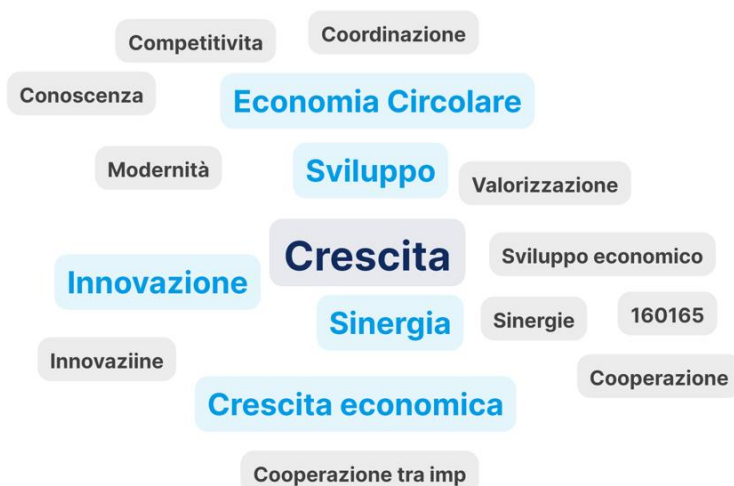 Coordinazione
Competitivita
Conoscenza
Economia Circolare
Modernità
Sviluppo
Valorizzazione
Crescita
Sviluppo economico
Innovazione
Sinergia
Sinergie
160165
Innovaziine
Cooperazione
Crescita economica
Cooperazione tra imp